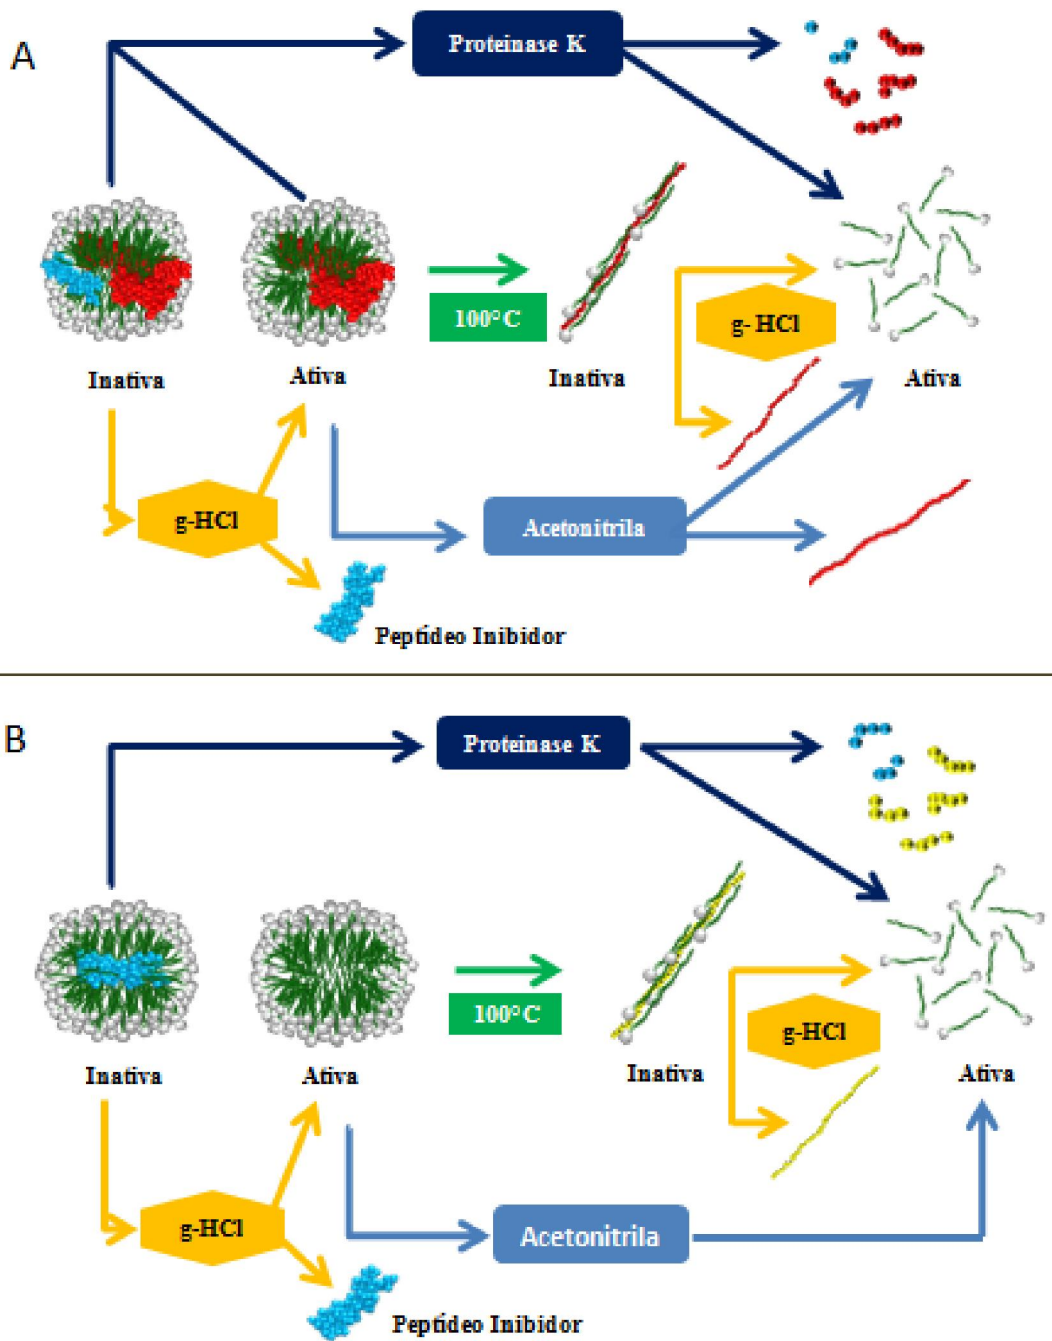 A
Proteinase K
100°C
g- HCl
Inativa
Ativa
Inativa
Ativa
g-HCl
Acetonitrila
Peptídeo Inibidor
B
Proteinase K
100°C
g-HCl
Inativa
Ativa
Inativa
Ativa
g-HCl
Acetonitrila
Peptídeo Inibidor